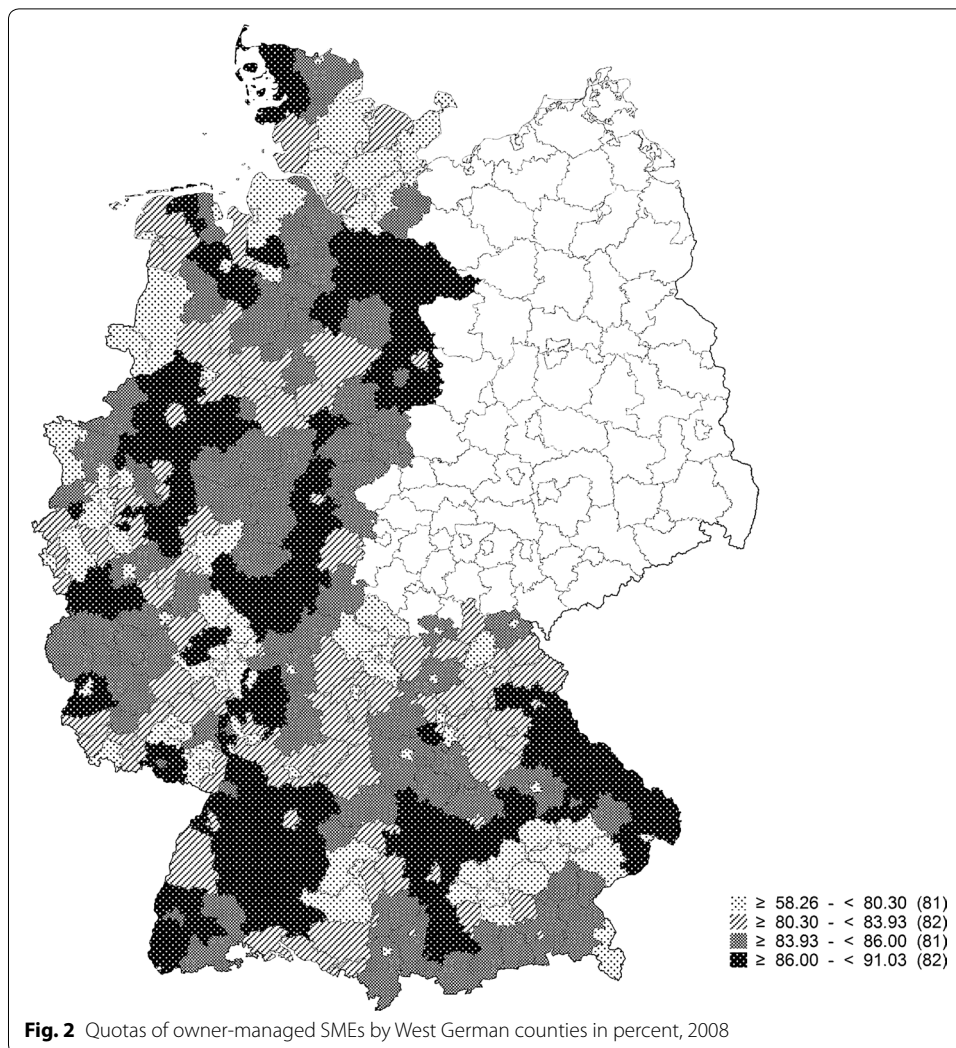 ≥ 58.26 - < 80.30 (81)
≥ 80.30 - < 83.93 (82)
≥ 83.93 - < 86.00 (81)
≥ 86.00 - < 91.03 (82)
Fig. 2 Quotas of owner-managed SMEs by West German counties in percent, 2008